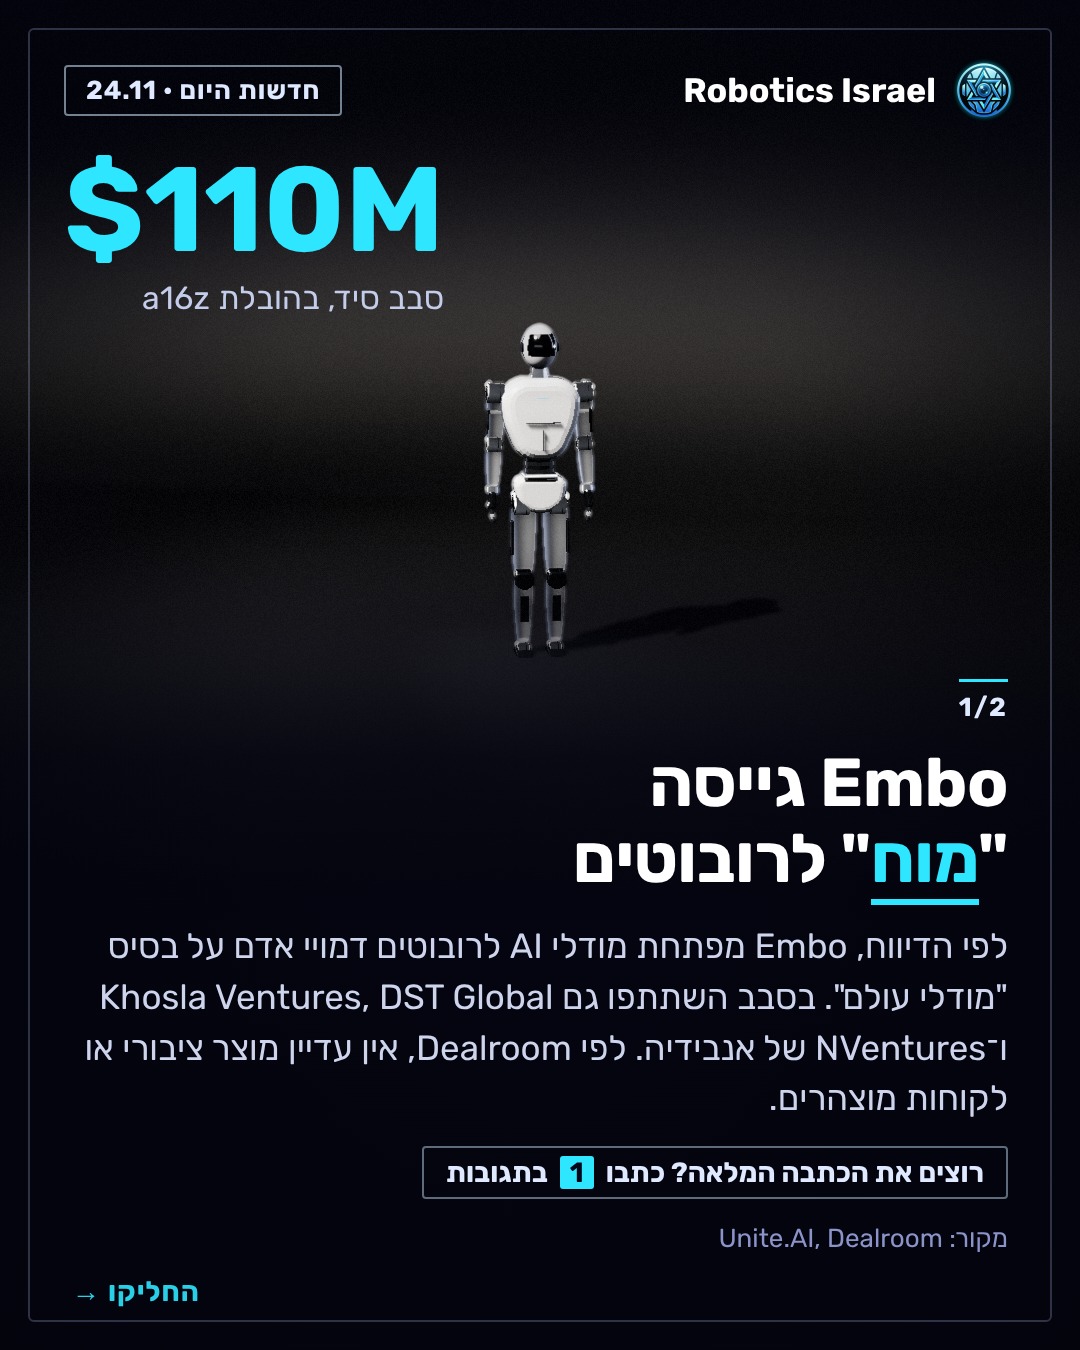 Robotics Israel
חדשות היום • 24.11
$110M
סבב סיד, בהובלת a16z
1/2
Embo גייסה
"מוח" לרובוטים
לפי הדיווח, Embo מפתחת מודלי AI לרובוטים דמויי אדם על בסיס
"מודלי עולם". בסבב השתתפו גם Khosla Ventures, DST Global
ו־NVentures של אנבידיה. לפי Dealroom, אין עדיין מוצר ציבורי או
לקוחות מוצהרים.
רוצים את הכתבה המלאה? כתבו 1 בתגובות
מקור: Unite.AI, Dealroom
החליקו →